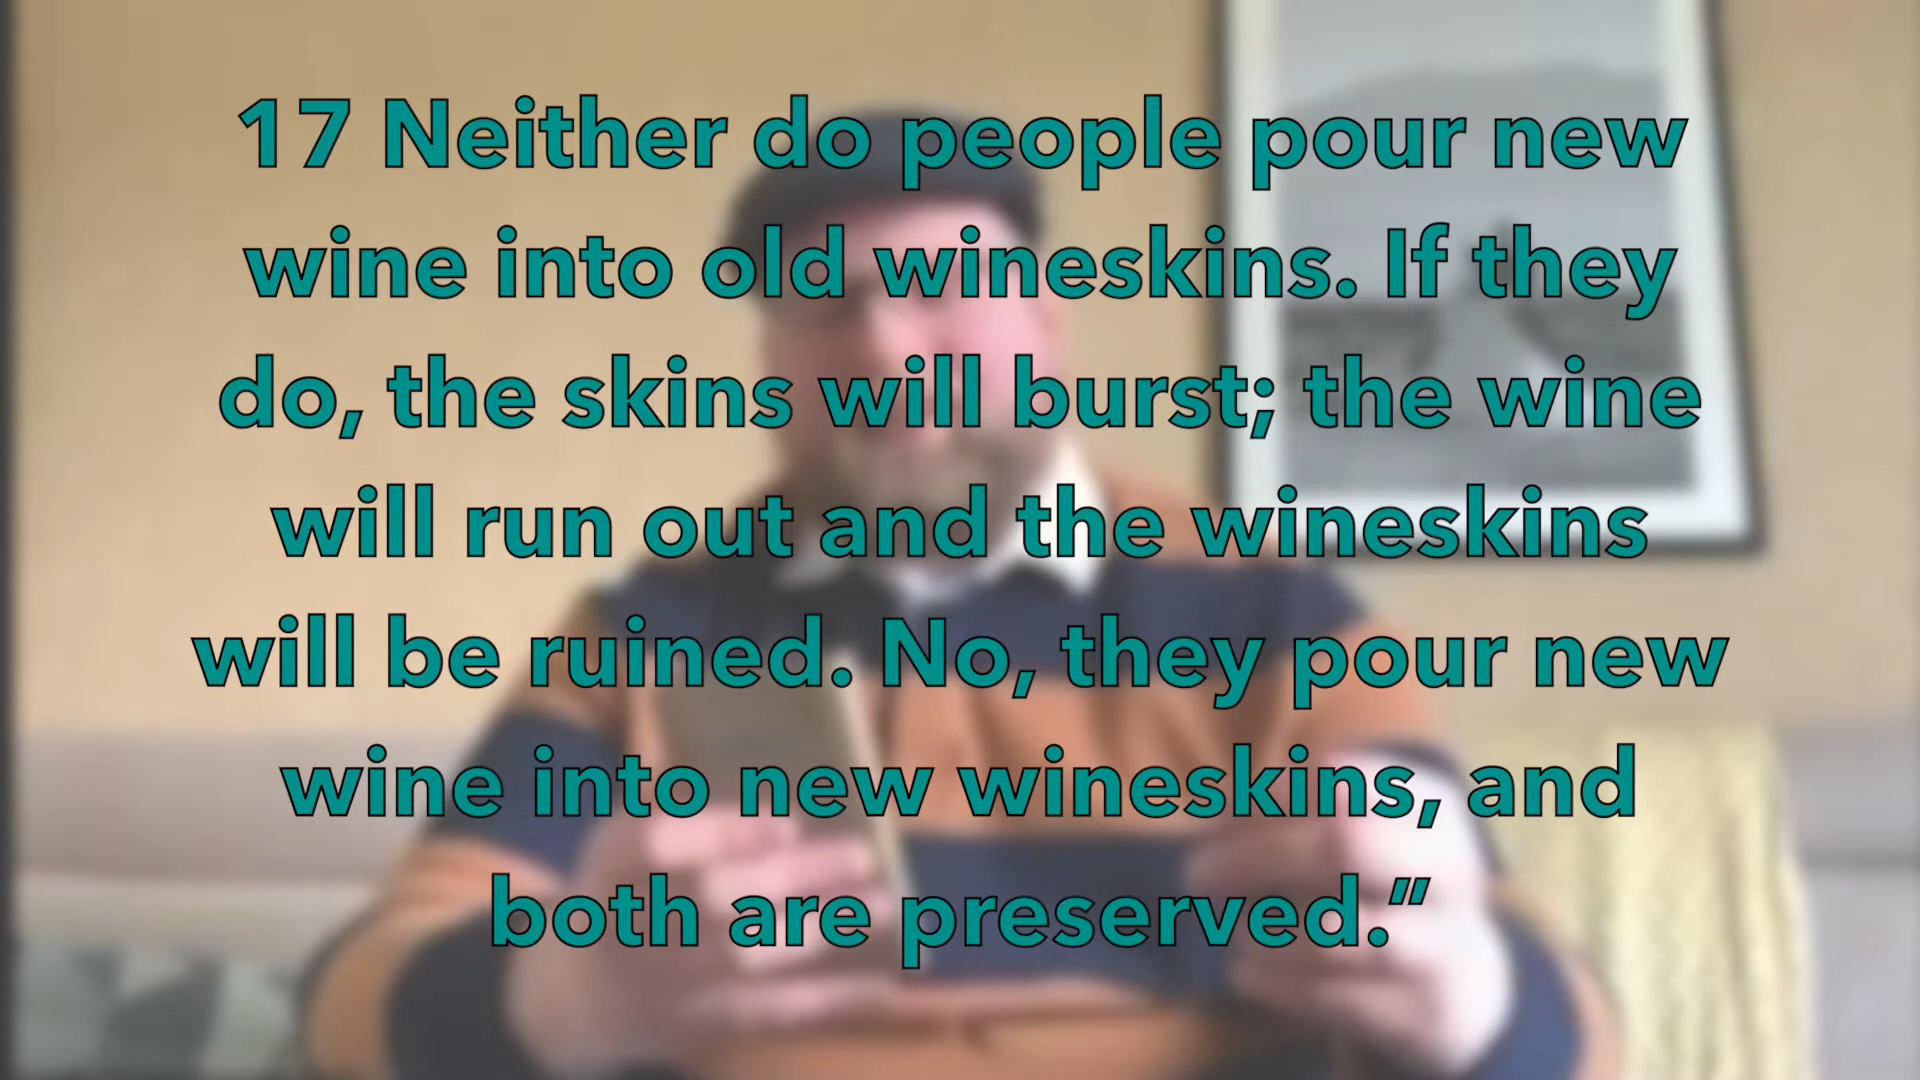 17 Neither do people pour new
wine into old wineskins. If they
do, the skins will burst; the wine
will run out and the wineskins
will be ruined. No, they pour new
wine into new wineskins, and
both are preserved.”